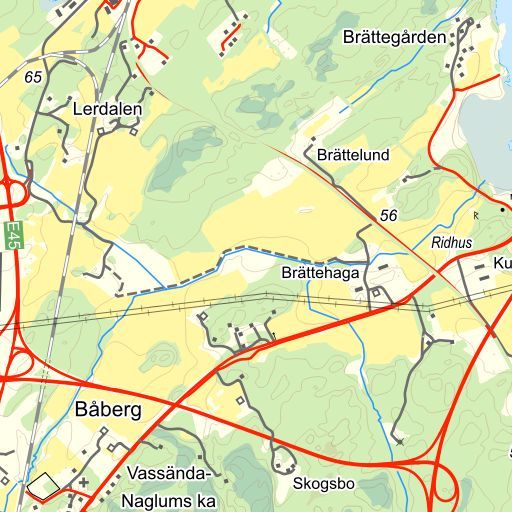 Brättegården
65
Lerdalen
Brättelund
56
E45
Ridhus
Ku
Brättehaga
Båberg
Vassända-
Naglums ka
Skogsbo